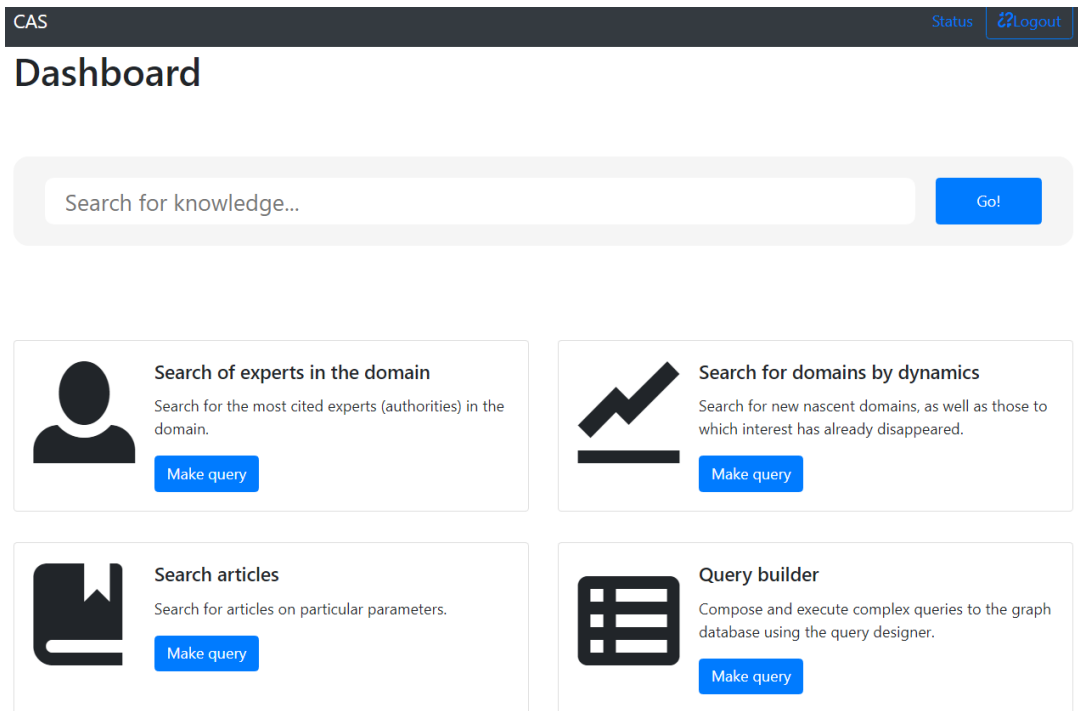 CAS
Status
⁇Logout
Dashboard
Search for knowledge...
Go!
Search of experts in the domain
Search for the most cited experts (authorities) in the
domain.
Make query
Search for domains by dynamics
Search for new nascent domains, as well as those to
which interest has already disappeared.
Make query
Search articles
Search for articles on particular parameters.
Make query
Query builder
Compose and execute complex queries to the graph
database using the query designer.
Make query